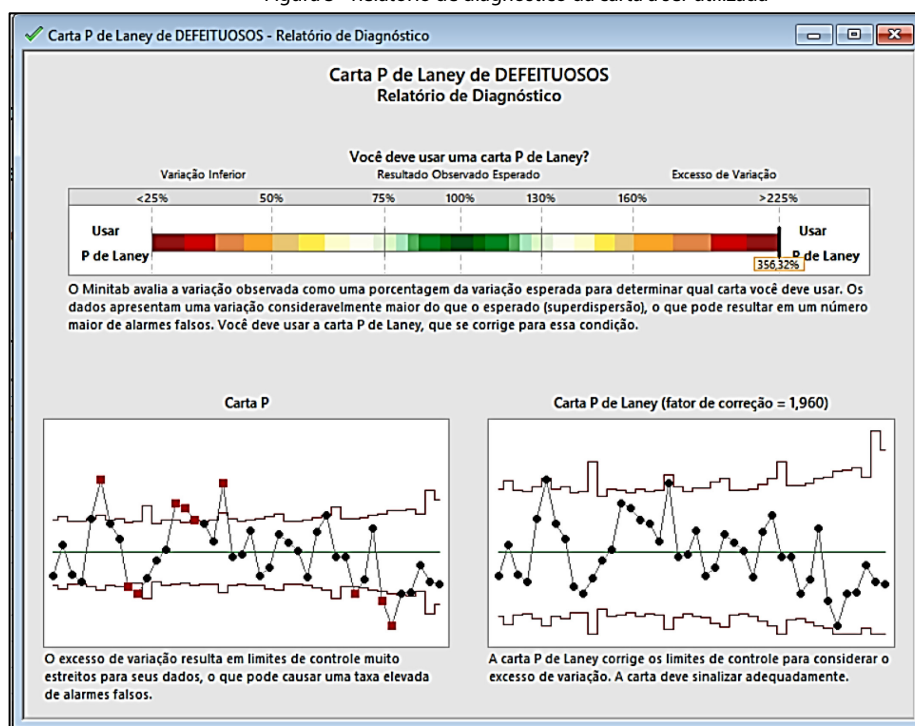 Carta P de Laney de DEFEITUOSOS - Relatório de Diagnóstico
Carta P de Laney de DEFEITUOSOS
Relatório de Diagnóstico
Você deve usar uma carta P de Laney?
Variação Inferior Resultado Observado Esperado Excesso de Variação
<25% 50% 75% 100% 130% 160% >225%
Usar Usar
P de Laney P de Laney
356,32%
O Minitab avalia a variação observada como uma porcentagem da variação esperada para determinar qual carta você deve usar. Os
dados apresentam uma variação consideravelmente maior do que o esperado (superdispersão), o que pode resultar em um número
maior de alarmes falsos. Você deve usar a carta P de Laney, que se corrige para essa condição.
Carta P
O excesso de variação resulta em limites de controle muito
estreitos para seus dados, o que pode causar uma taxa elevada
de alarmes falsos.
Carta P de Laney (fator de correção = 1,960)
A carta P de Laney corrige os limites de controle para considerar o
excesso de variação. A carta deve sinalizar adequadamente.